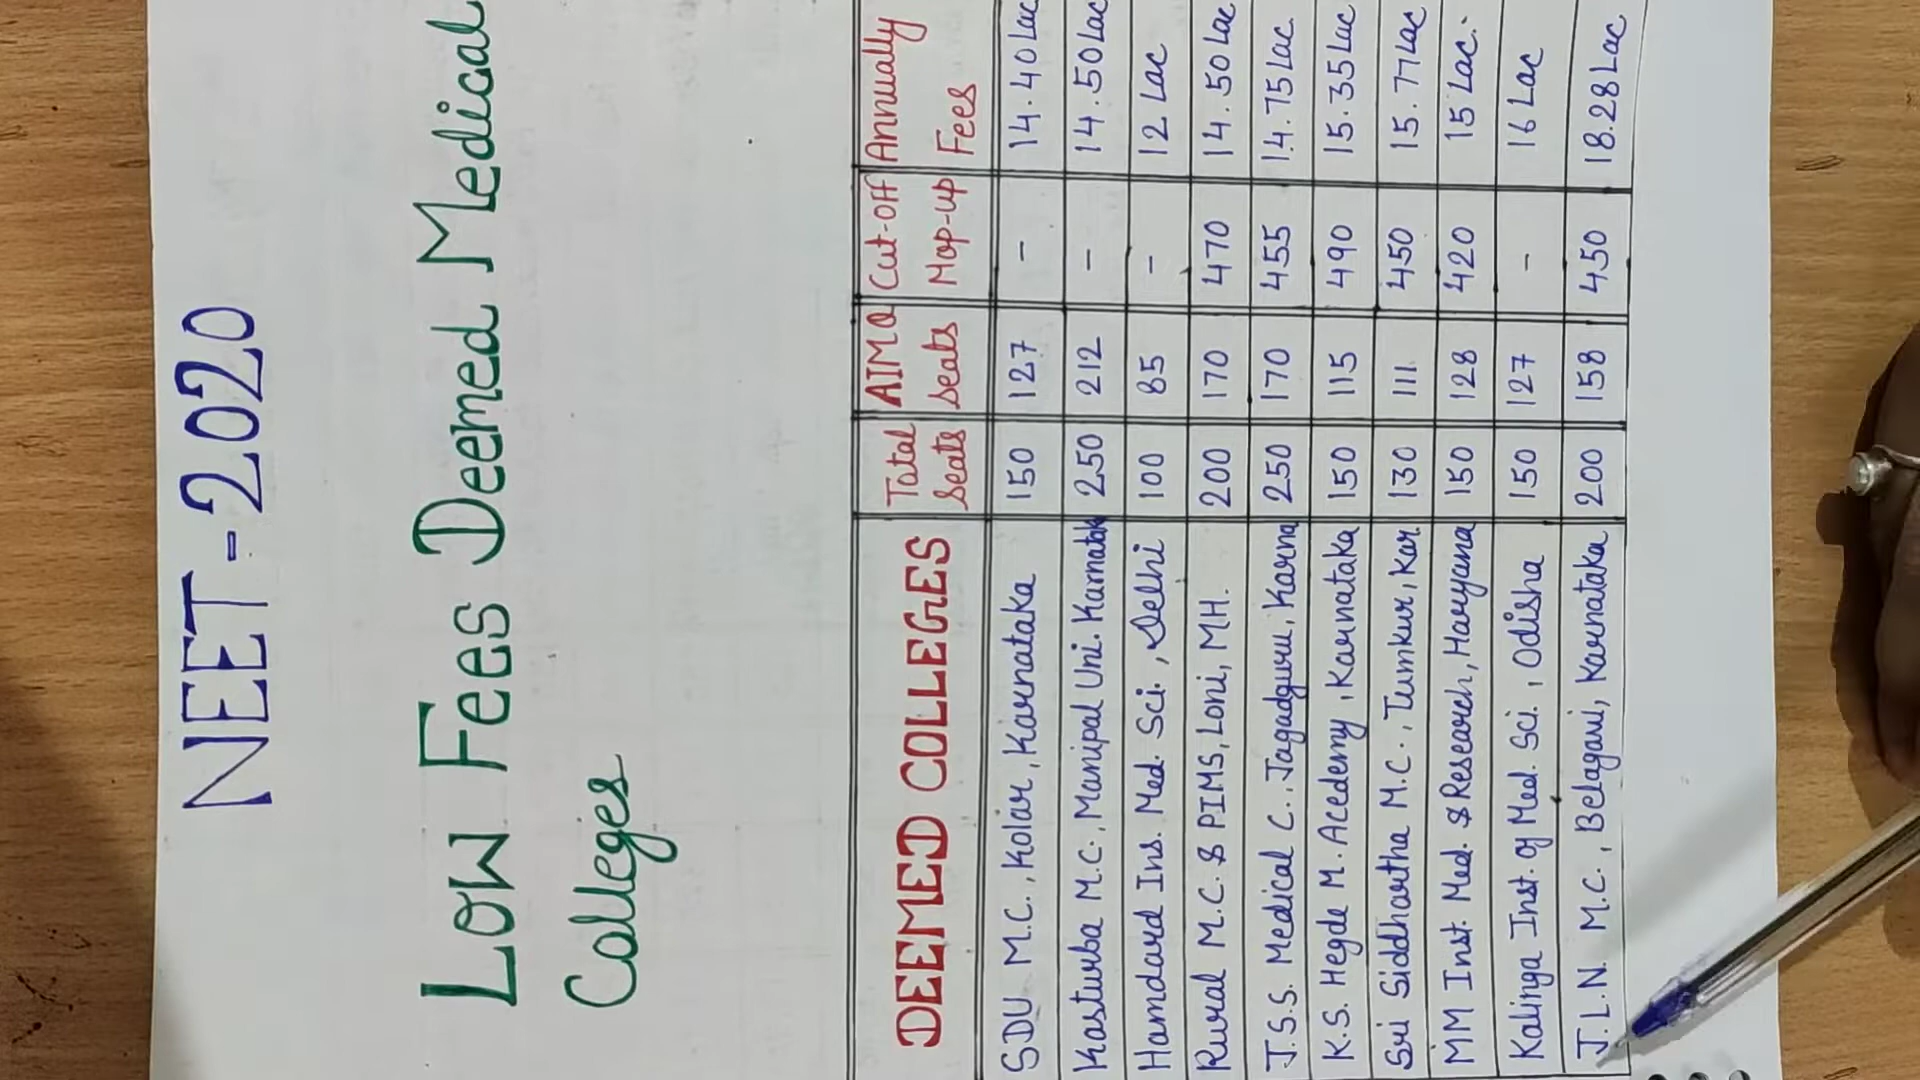 NEET-2020
Low Fees Deemed Medical
Colleges
DEEMED COLLEGES Total Seats AIMQ Seats Cut-off Mop-up Annually Fees
SDU M.C., Kolar, Karnataka 150 127 - 14.40 Lac
Kasturba M.C., Manipal Uni. Karnatak 250 212 - 14.50 Lac
Hamdard Ins. Med. Sci., Delhi 100 85 - 12 Lac
Rural M.C. & PIMS, Loni, MH. 200 170 470 14.50 Lac
J.S.S. Medical C., Jagadguru, Karna 250 170 455 14.75 Lac
K.S. Hegde M. Acedemy, Karnataka 150 115 490 15.35 Lac
Sri Siddhartha M.C., Tumkur, Kar. 130 111 450 15.77 Lac
MM Inst. Med. & Research, Haryana 150 128 420 15 Lac.
Kalinga Inst. of Med. Sci., Odisha 150 127 - 16 Lac
J.L.N. M.C., Belagavi, Karnataka 200 158 450 18.28 Lac